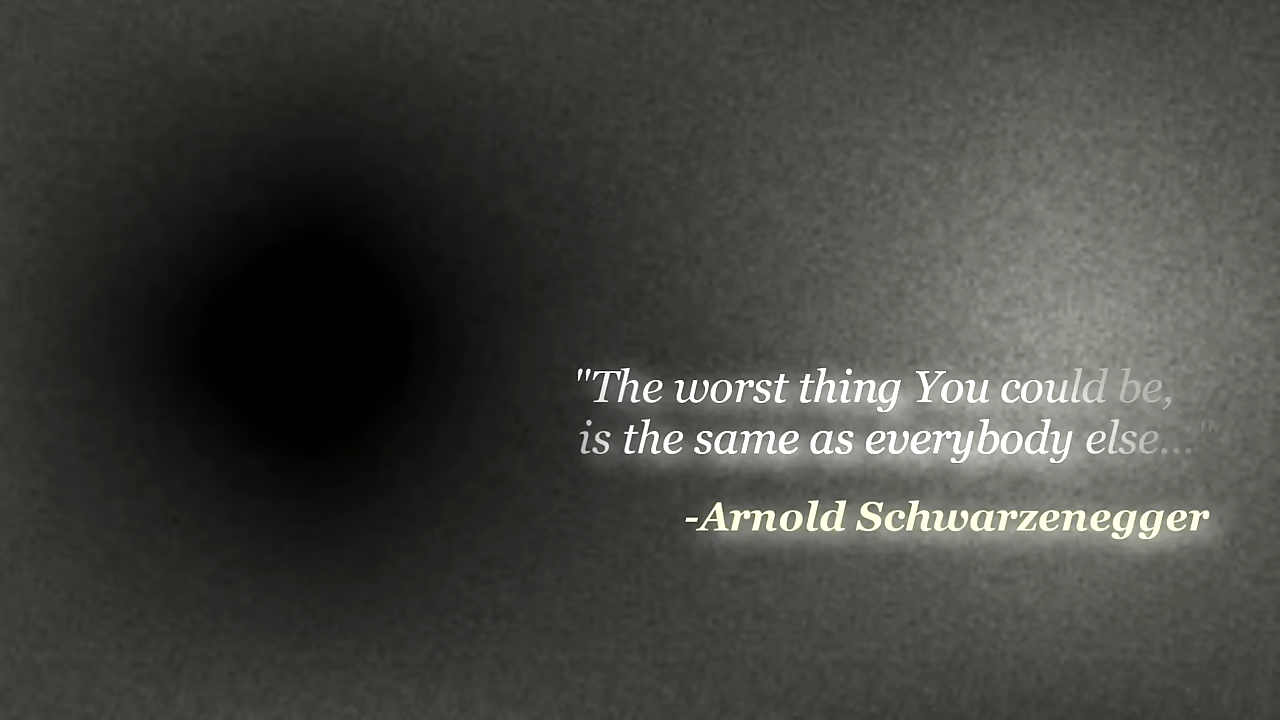 "The worst thing You could be,
is the same as everybody else..."
-Arnold Schwarzenegger